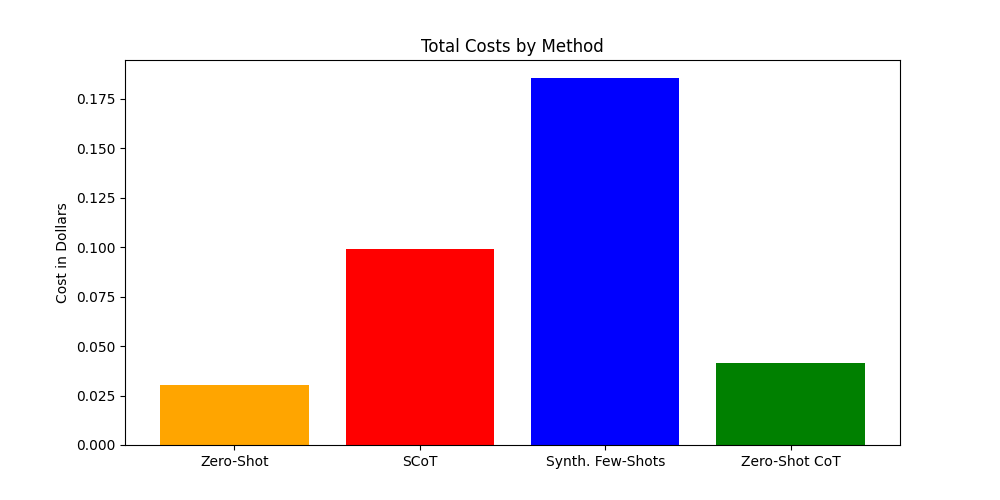 Total Costs by Method
Cost in Dollars
0.175
0.150
0.125
0.100
0.075
0.050
0.025
0.000
Zero-Shot
SCoT
Synth. Few-Shots
Zero-Shot CoT